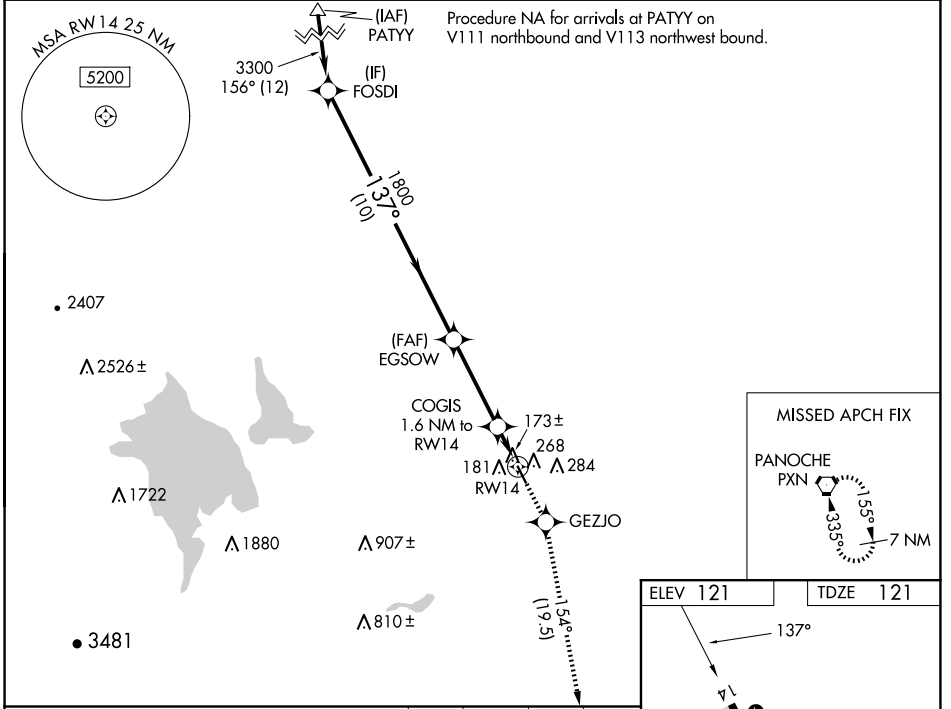 MSA RW14 25 NM
5200
(IAF)
PATYY
Procedure NA for arrivals at PATYY on
V111 northbound and V113 northwest bound.
3300
156° (12)
(IF)
FOSDI
1800
137°
(10)
2407
2526±
(FAF)
EGSOW
COGIS
1.6 NM to
RW14
173±
268
181
284
RW14
1722
GEZJO
1880
907±
810±
3481
154°
(19.5)
MISSED APCH FIX
PANOCHE
PXN
155°
335°
7 NM
ELEV 121
TDZE 121
137°
14